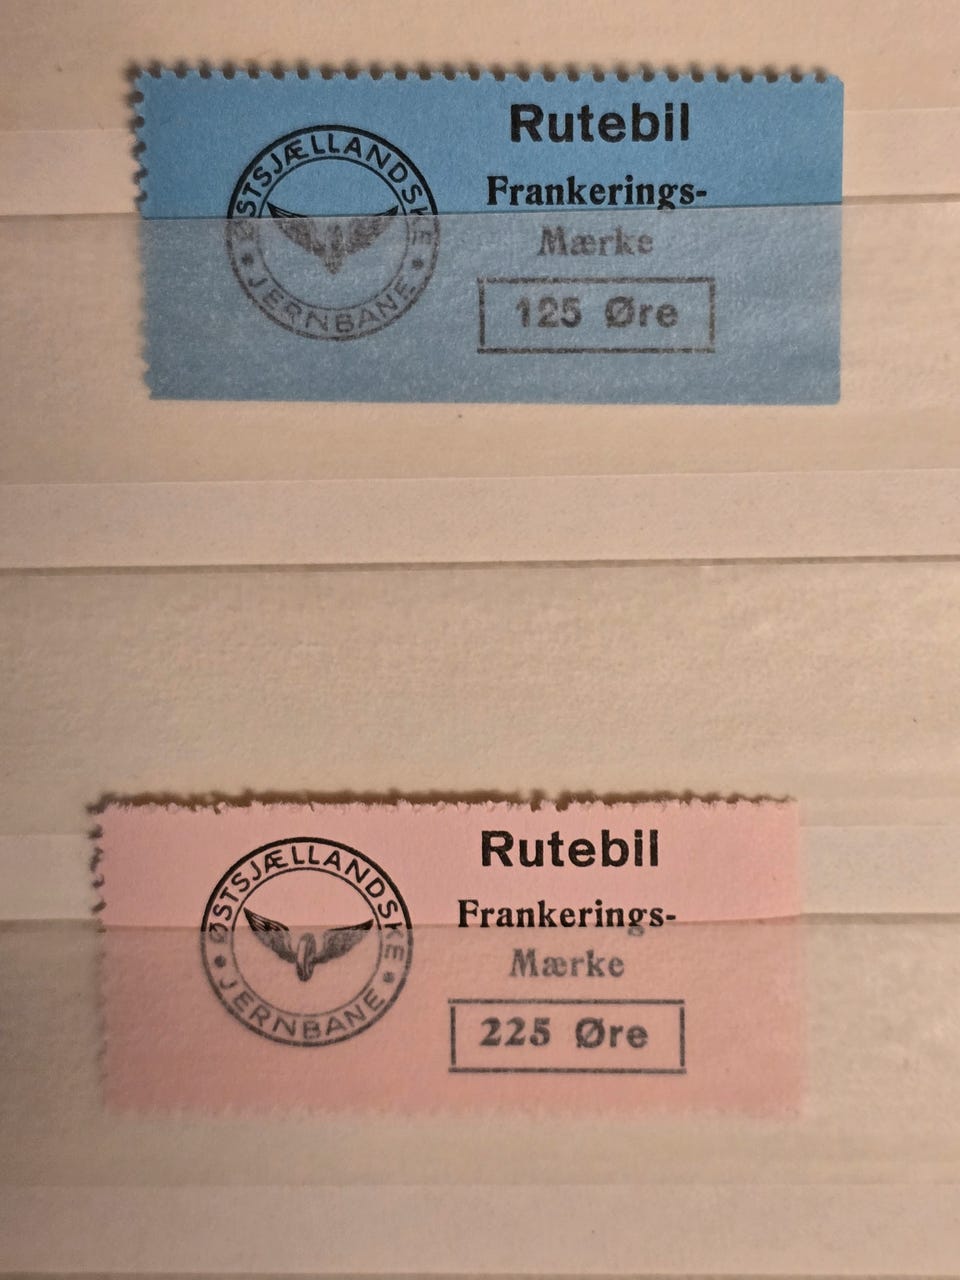 ØSTSJÆLLANDSKE
* JERNBANE *
Rutebil
Frankerings-
Mærke
125 Øre
ØSTSJÆLLANDSKE
* JERNBANE *
Rutebil
Frankerings-
Mærke
225 Øre